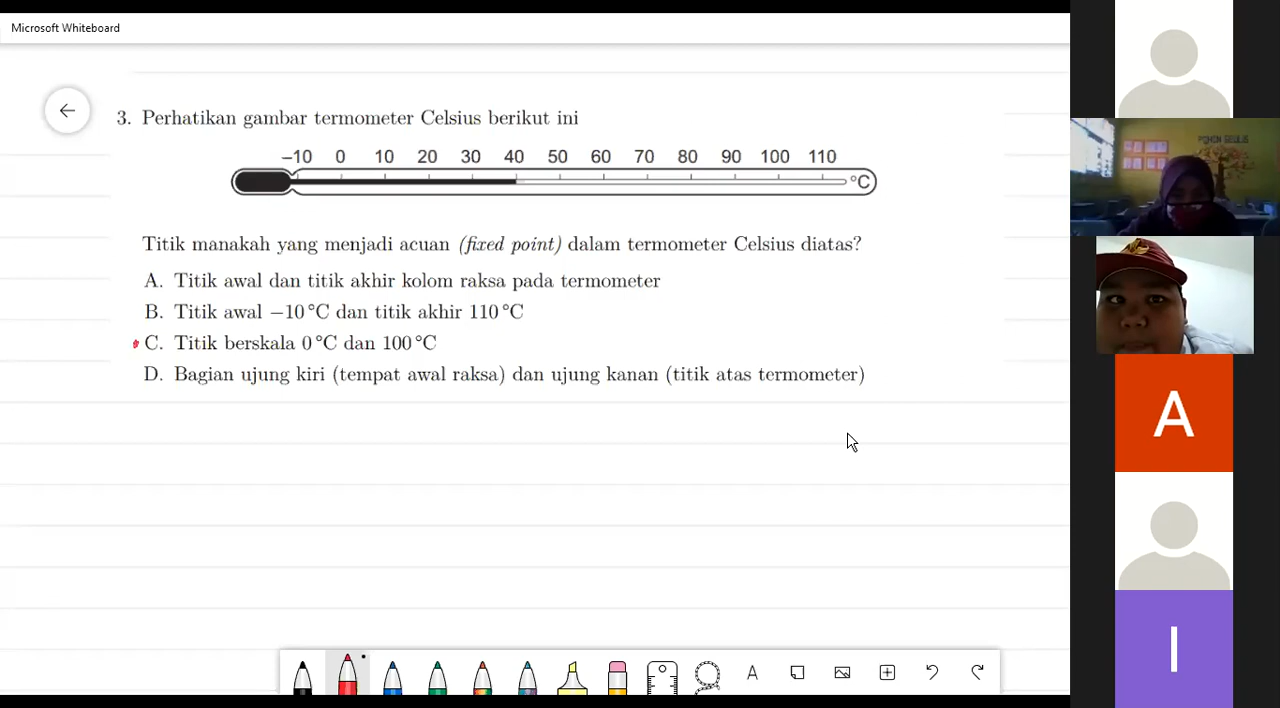 Microsoft Whiteboard
3. Perhatikan gambar termometer Celsius berikut ini
−10 0 10 20 30 40 50 60 70 80 90 100 110
°C
Titik manakah yang menjadi acuan (fixed point) dalam termometer Celsius diatas?
A. Titik awal dan titik akhir kolom raksa pada termometer
B. Titik awal −10 °C dan titik akhir 110 °C
C. Titik berskala 0 °C dan 100 °C
D. Bagian ujung kiri (tempat awal raksa) dan ujung kanan (titik atas termometer)
A
POHON GEULIS
A
I